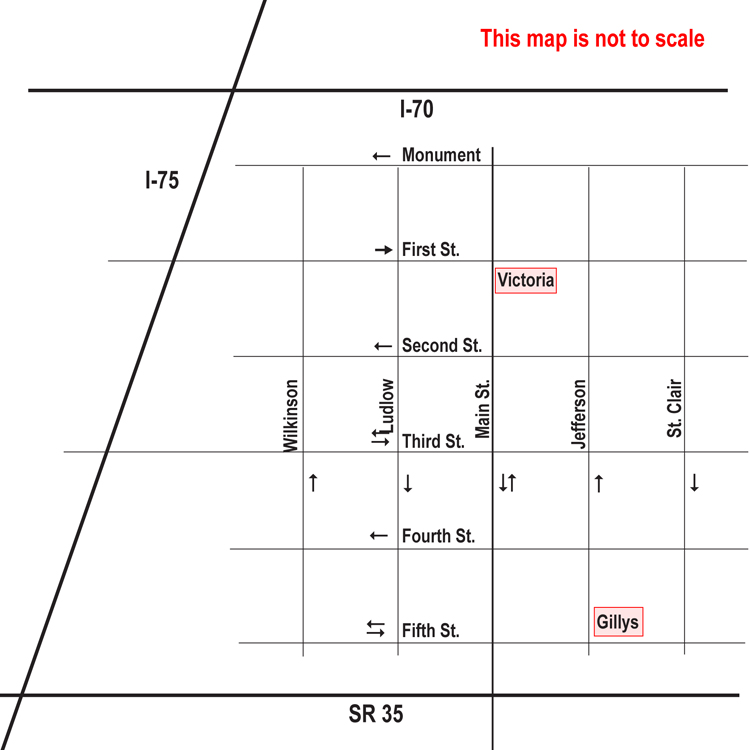 This map is not to scale
I-70
Monument
I-75
First St.
Victoria
Second St.
Wilkinson
Ludlow
Main St.
Jefferson
St. Clair
Third St.
Fourth St.
Gillys
Fifth St.
SR 35